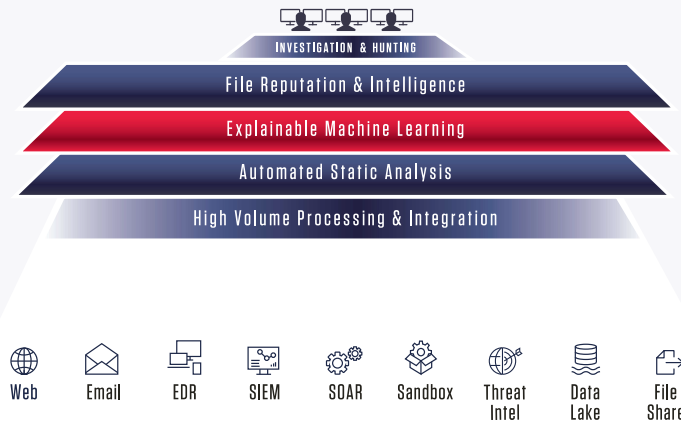 INVESTIGATION & HUNTING
File Reputation & Intelligence
Explainable Machine Learning
Automated Static Analysis
High Volume Processing & Integration
Web
Email
EDR
SIEM
SOAR
Sandbox
Threat
Intel
Data
Lake
File
Share